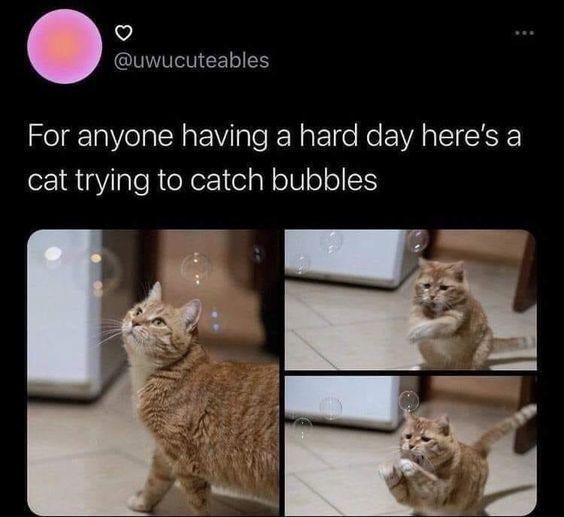 ♡
@uwucuteables
For anyone having a hard day here's a
cat trying to catch bubbles